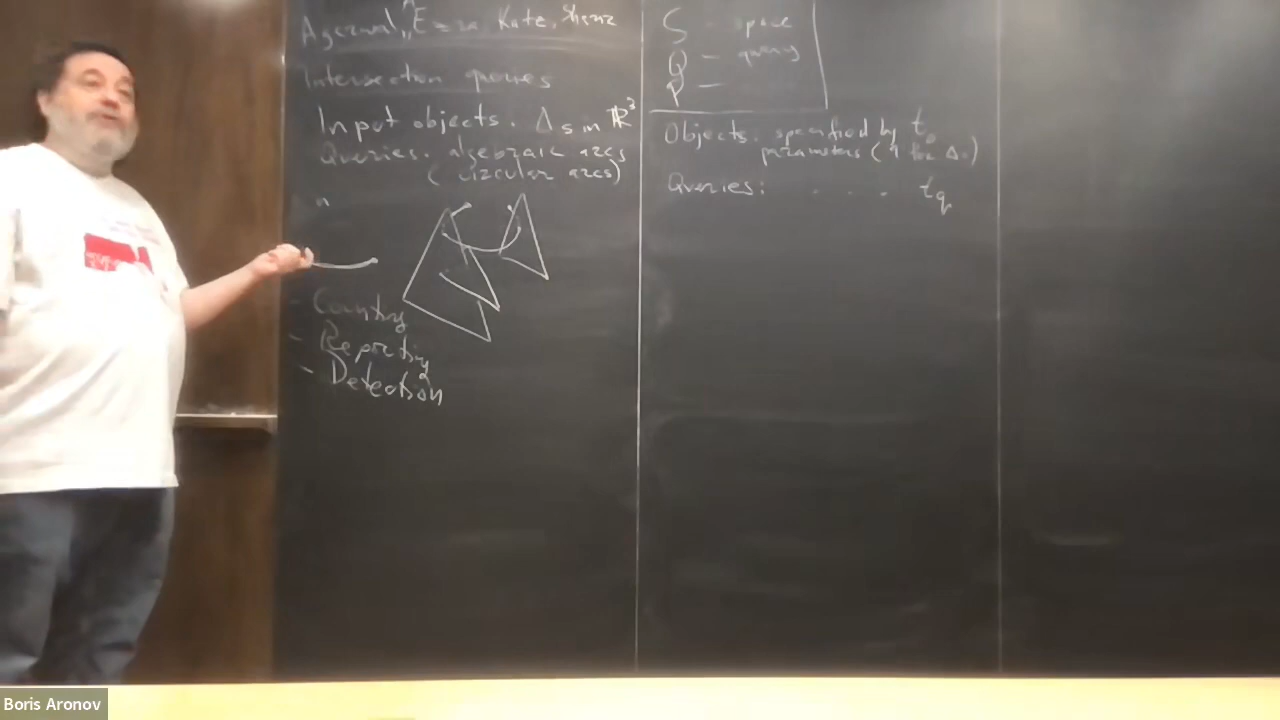 Agarwal, Ezra, Katz, Sharir
Intersection queries
Input objects. Δs in ℝ³
Queries. algebraic arcs
(circular arcs)
n
- Counting
- Reporting
- Detection
S - space
Q - query
P -
Objects. specified by t₀
parameters (9 for Δ.)
Queries: . . . t_q
Boris Aronov